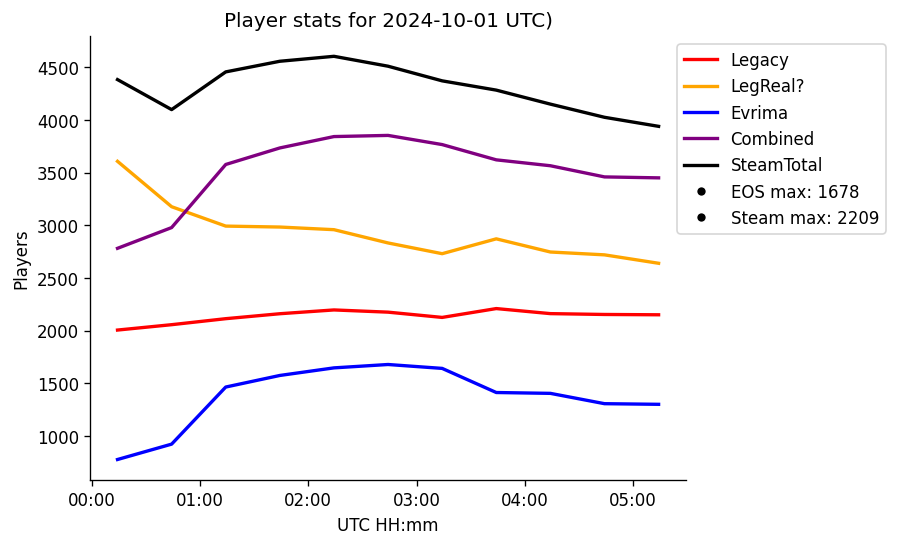 Player stats for 2024-10-01 UTC)
Legacy
LegReal?
Evrima
Combined
SteamTotal
EOS max: 1678
Steam max: 2209
Players
4500
4000
3500
3000
2500
2000
1500
1000
00:00 01:00 02:00 03:00 04:00 05:00
UTC HH:mm